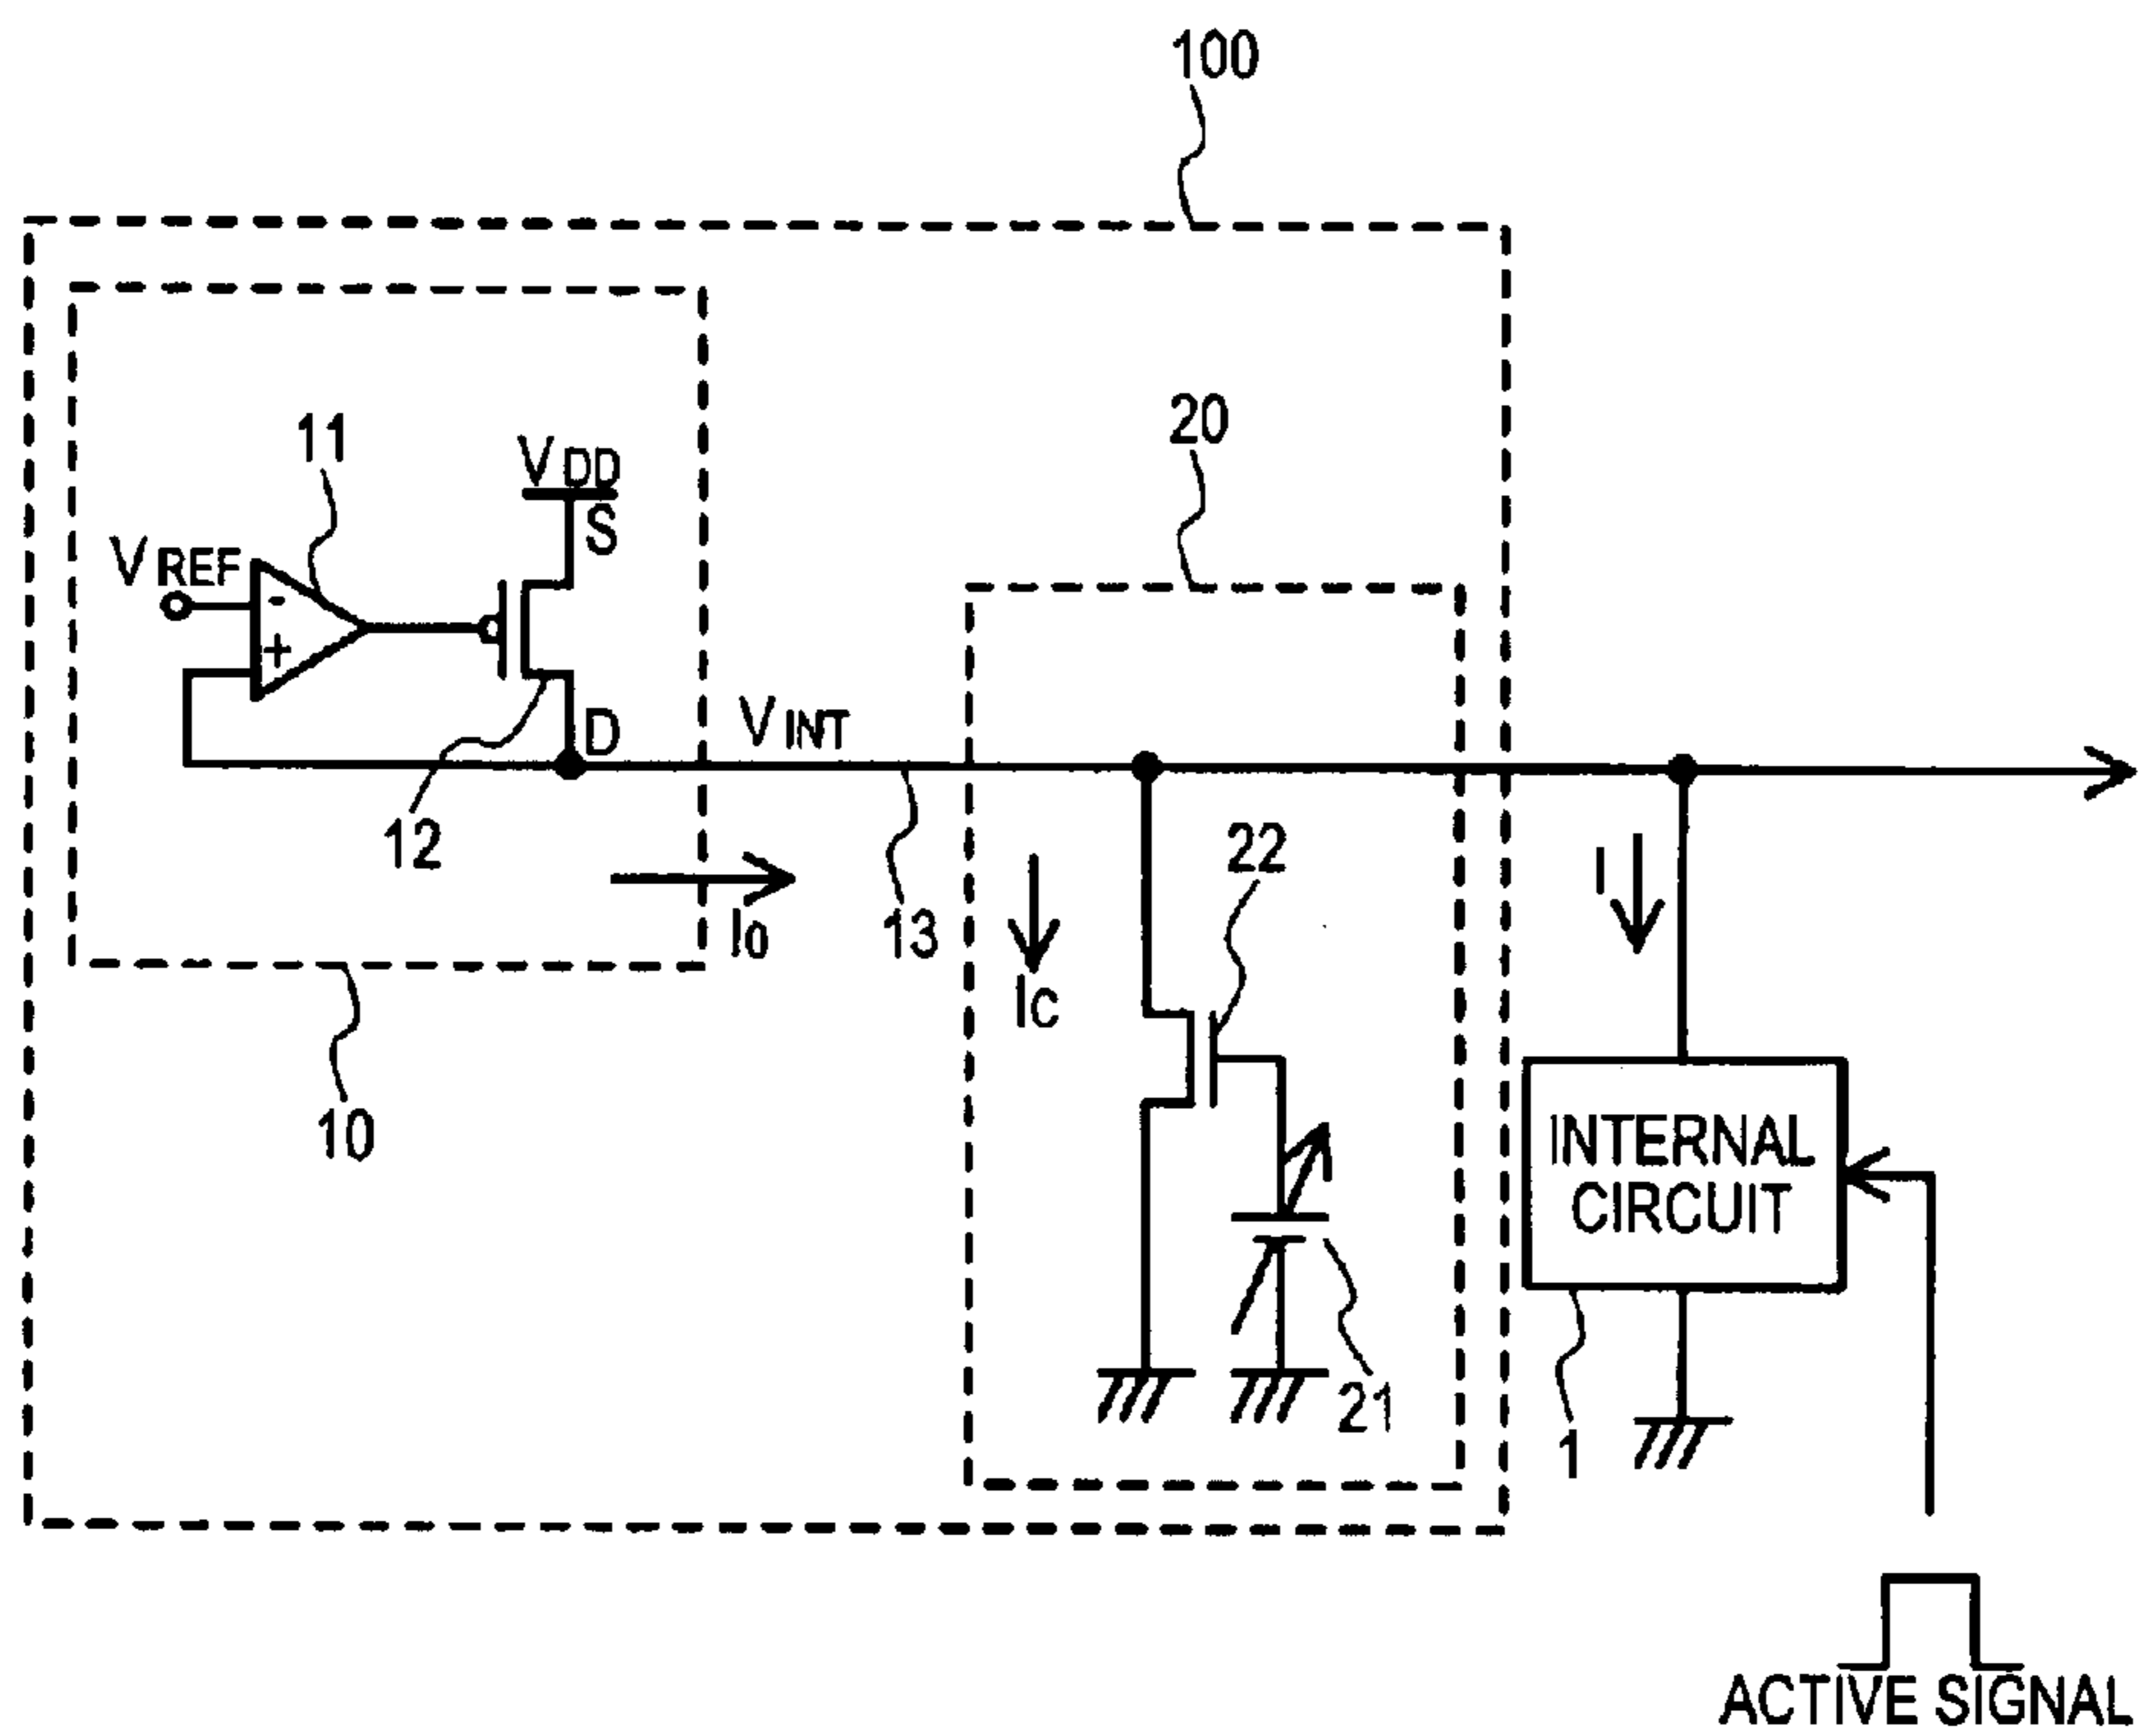 100
20
11
VDD
S
VREF
-
+
D
VINT
12
22
I
I0
13
IC
10
INTERNAL
CIRCUIT
21
1
ACTIVE SIGNAL